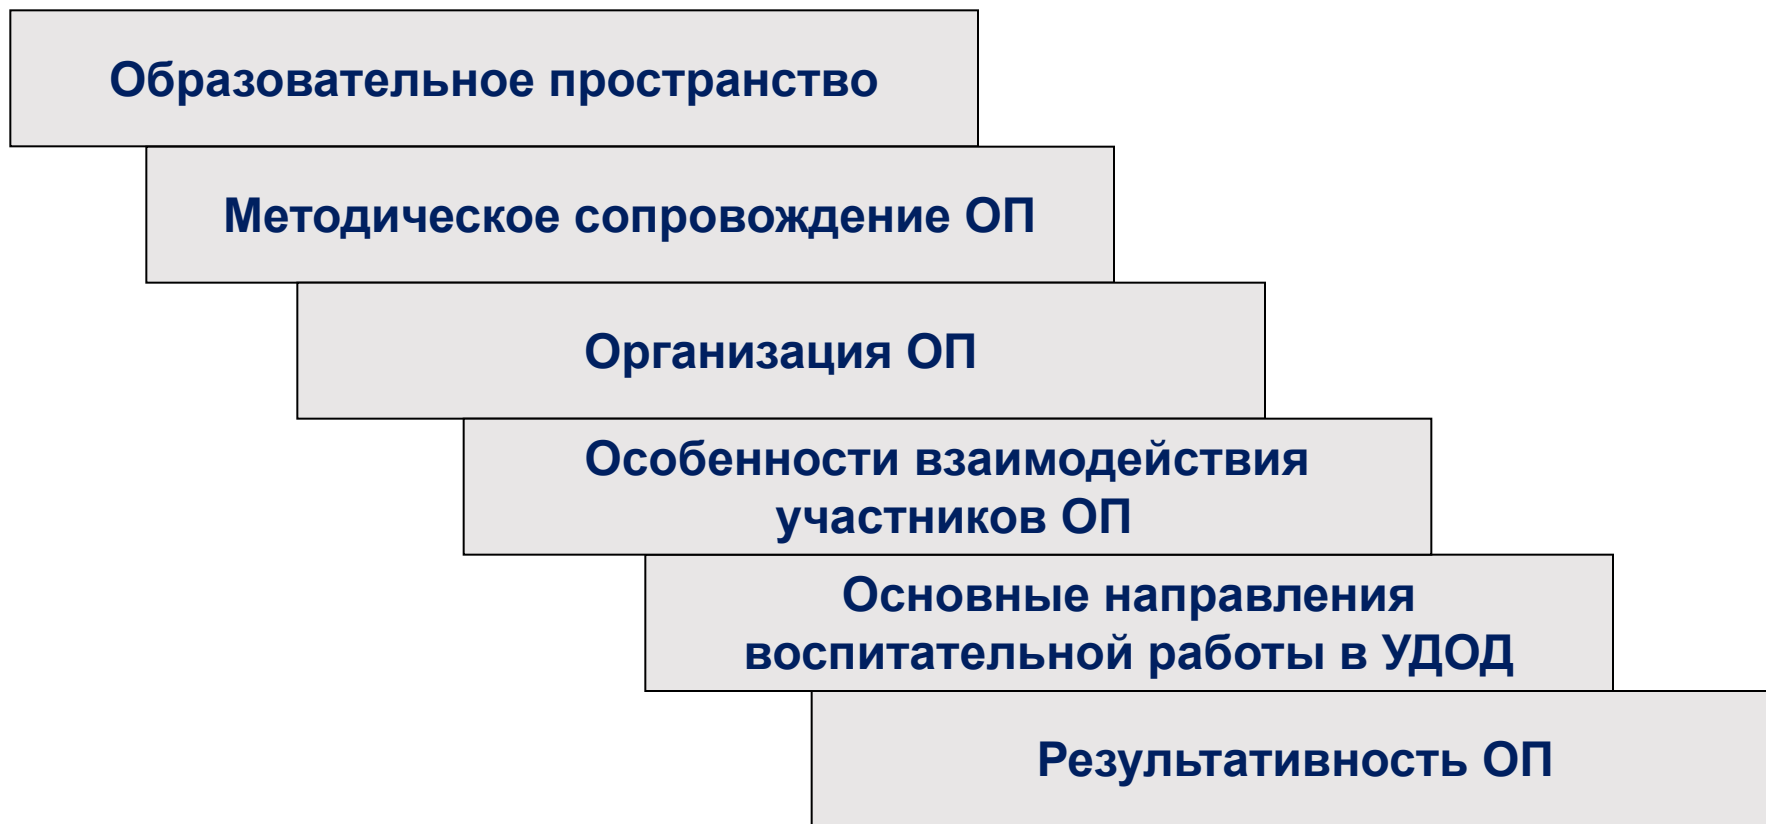 Образовательное пространство
Методическое сопровождение ОП
Организация ОП
Особенности взаимодействия
участников ОП
Основные направления
воспитательной работы в УДОД
Результативность ОП